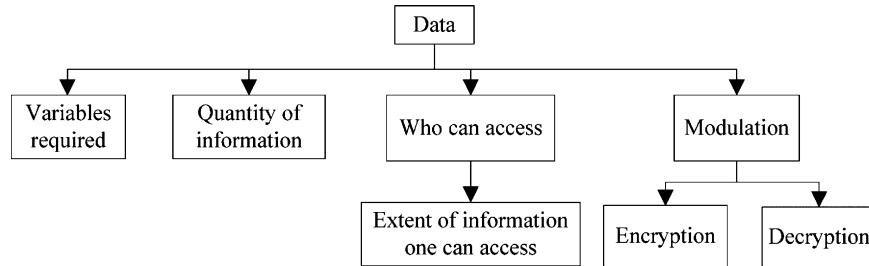 Data
Variables
required
Quantity of
information
Who can access
Modulation
Extent of information
one can access
Encryption
Decryption